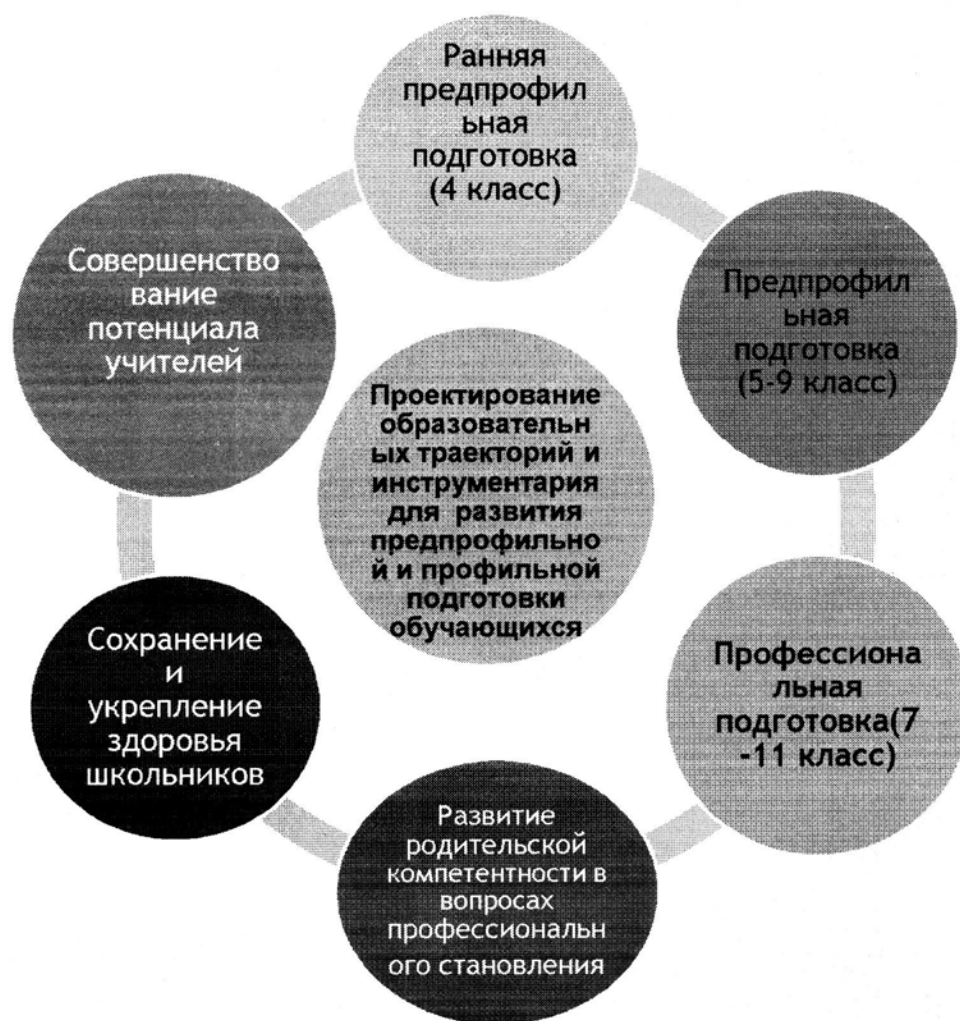 Ранняя
предпрофил
ьная
подготовка
(4 класс)
Предпрофил
ьная
подготовка
(5-9 класс)
Профессиона
льная
подготовка(7
-11 класс)
Развитие
родительской
компетентности в
вопросах
профессиональн
ого становления
Сохранение
и
укрепление
здоровья
школьников
Совершенство
вание
потенциала
учителей
Проектирование
образовательн
ых траекторий и
инструментария
для развития
предпрофильно
й и профильной
подготовки
обучающихся